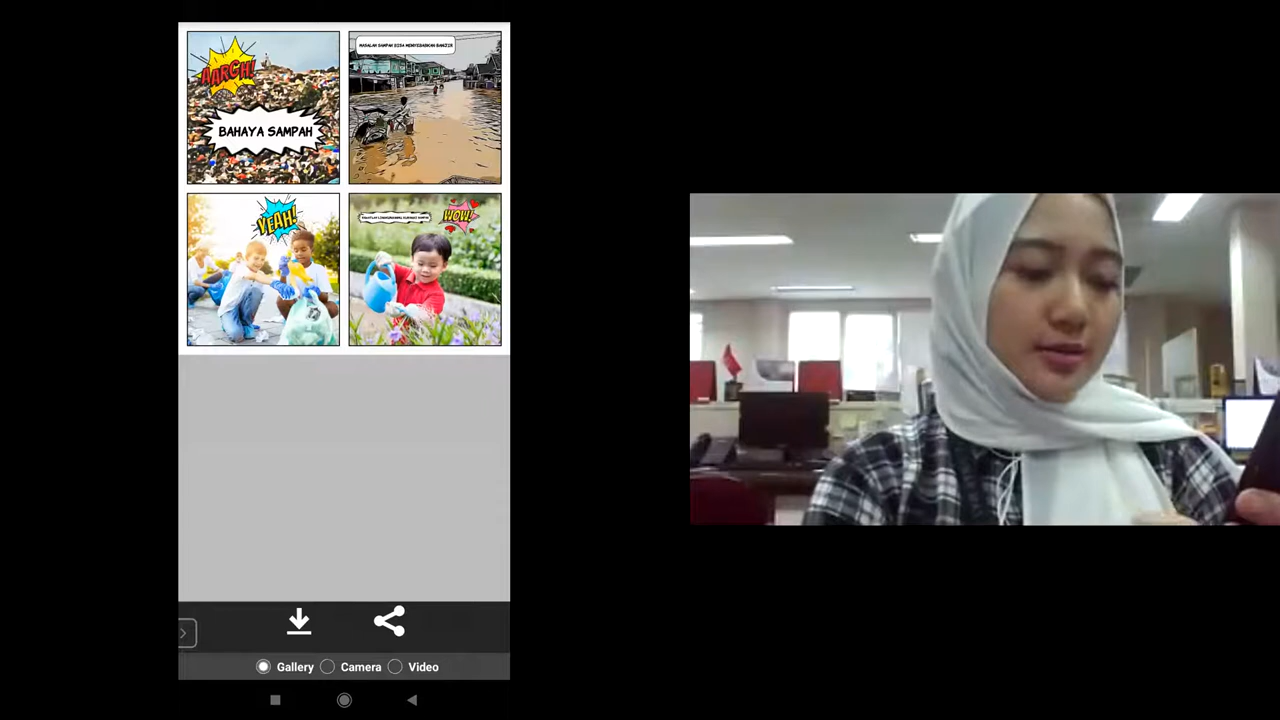 AARGH!
BAHAYA SAMPAH
MASALAH SAMPAH BISA MENYEBABKAN BANJIR
YEAH!
WOW!
Gallery
Camera
Video